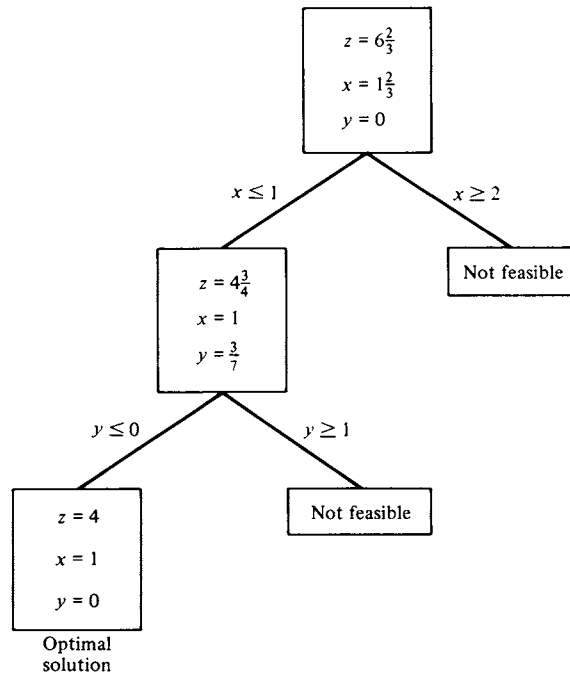 z = 6 2/3
x = 1 2/3
y = 0
x ≤ 1
x ≥ 2
z = 4 3/4
x = 1
y = 3/7
Not feasible
y ≤ 0
y ≥ 1
z = 4
x = 1
y = 0
Not feasible
Optimal
solution